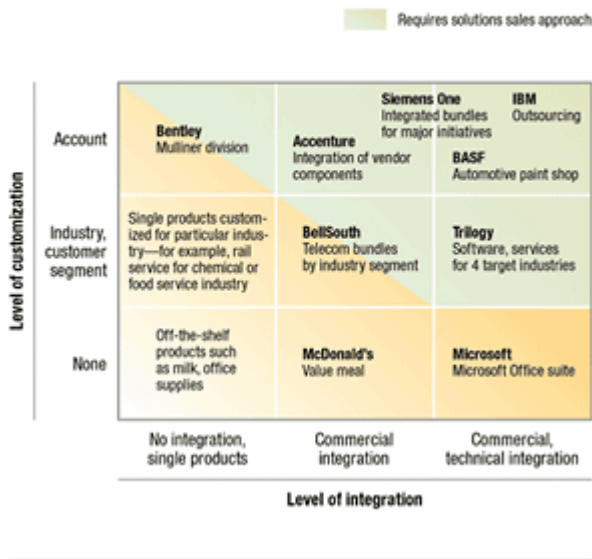 Requires solutions sales approach
Level of customization
Account
Bentley
Mulliner division
Accenture
Integration of vendor
components
Siemens One
Integrated bundles
for major initiatives
IBM
Outsourcing
BASF
Automotive paint shop
Industry,
customer
segment
Single products custom-
ized for particular indus-
try—for example, rail
service for chemical or
food service industry
BellSouth
Telecom bundles
by industry segment
Trilogy
Software, services
for 4 target industries
None
Off-the-shelf
products such
as milk, office
supplies
McDonald's
Value meal
Microsoft
Microsoft Office suite
No integration,
single products
Commercial
integration
Commercial,
technical integration
Level of integration